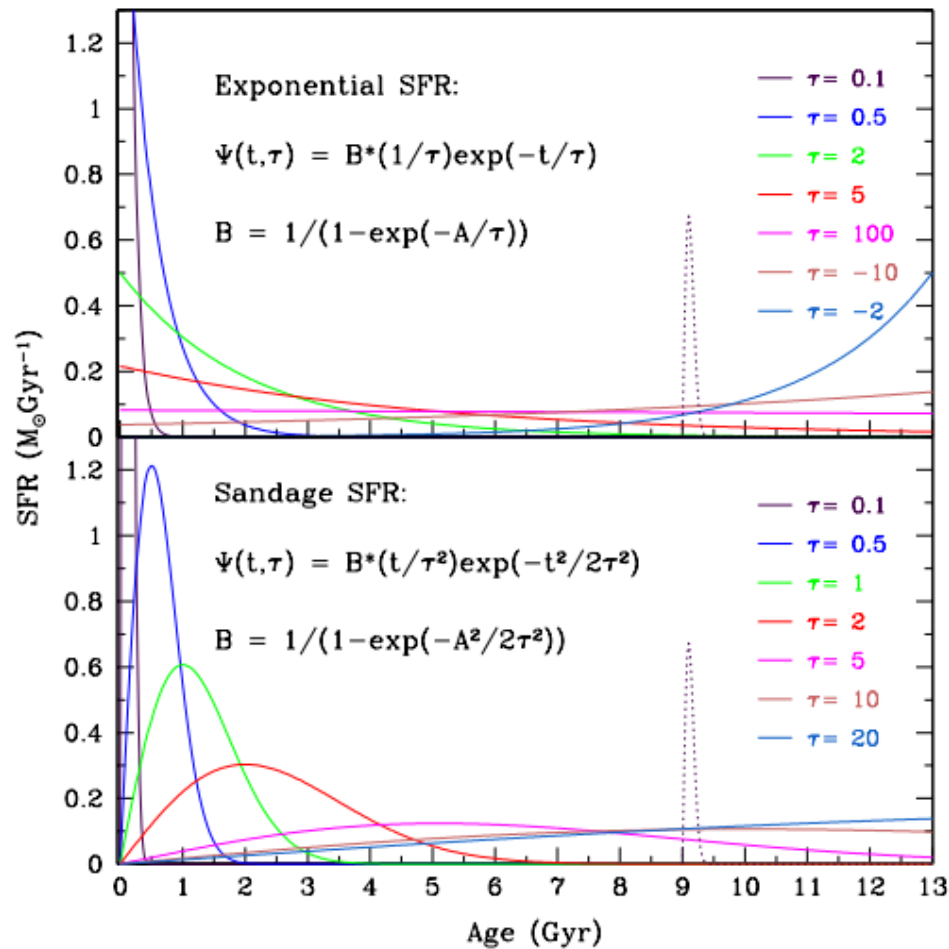 1.2
1
0.8
0.6
0.4
0.2
0
Exponential SFR:
Ψ(t,τ) = B*(1/τ)exp(-t/τ)
B = 1/(1-exp(-A/τ))
τ= 0.1
τ= 0.5
τ= 2
τ= 5
τ= 100
τ= -10
τ= -2
SFR (M⊙Gyr⁻¹)
1.2
1
0.8
0.6
0.4
0.2
0
Sandage SFR:
Ψ(t,τ) = B*(t/τ²)exp(-t²/2τ²)
B = 1/(1-exp(-A²/2τ²))
τ= 0.1
τ= 0.5
τ= 1
τ= 2
τ= 5
τ= 10
τ= 20
0 1 2 3 4 5 6 7 8 9 10 11 12 13
Age (Gyr)